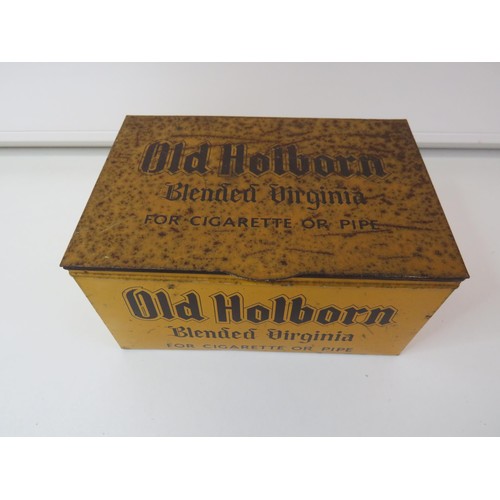 Old Holborn
Blended Virginia
FOR CIGARETTE OR PIPE
Old Holborn
Blended Virginia
FOR CIGARETTE OR PIPE